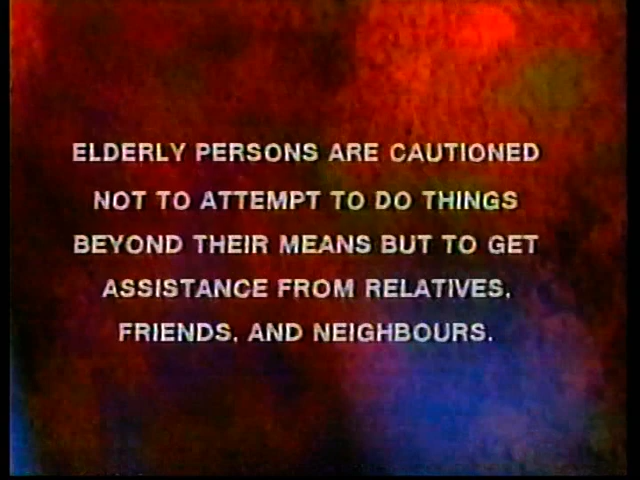 ELDERLY PERSONS ARE CAUTIONED
NOT TO ATTEMPT TO DO THINGS
BEYOND THEIR MEANS BUT TO GET
ASSISTANCE FROM RELATIVES,
FRIENDS, AND NEIGHBOURS.